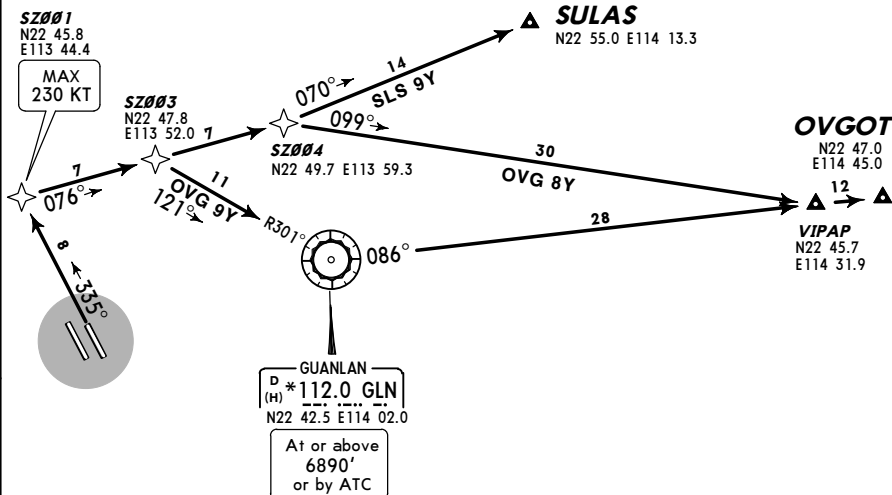 SZØØ1
N22 45.8
E113 44.4
MAX
230 KT
SZØØ3
N22 47.8
E113 52.0
SULAS
N22 55.0 E114 13.3
14
070°
SLS 9Y
7
SZØØ4
N22 49.7 E113 59.3
099°
30
OVG 8Y
OVGOT
N22 47.0
E114 45.0
12
VIPAP
N22 45.7
E114 31.9
7
076°
11
OVG 9Y
121°
R301°
086°
28
8
335°
GUANLAN
D
(H)
*112.0 GLN
N22 42.5 E114 02.0
At or above
6890'
or by ATC